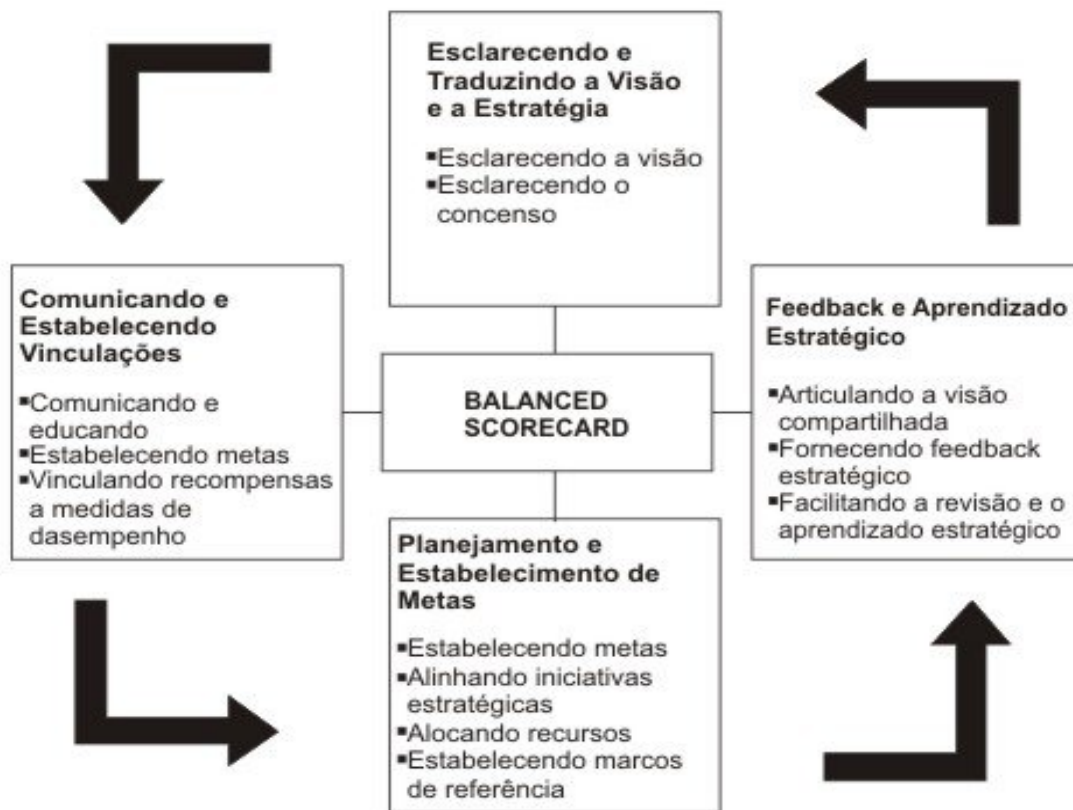 Esclarecendo e
Traduzindo a Visão
e a Estratégia
▪Esclarecendo a visão
▪Esclarecendo o
concenso
Comunicando e
Estabelecendo
Vinculações
▪Comunicando e
educando
▪Estabelecendo metas
▪Vinculando recompensas
a medidas de
dasempenho
BALANCED
SCORECARD
Feedback e Aprendizado
Estratégico
▪Articulando a visão
compartilhada
▪Fornecendo feedback
estratégico
▪Facilitando a revisão e o
aprendizado estratégico
Planejamento e
Estabelecimento de
Metas
▪Estabelecendo metas
▪Alinhando iniciativas
estratégicas
▪Alocando recursos
▪Estabelecendo marcos
de referência